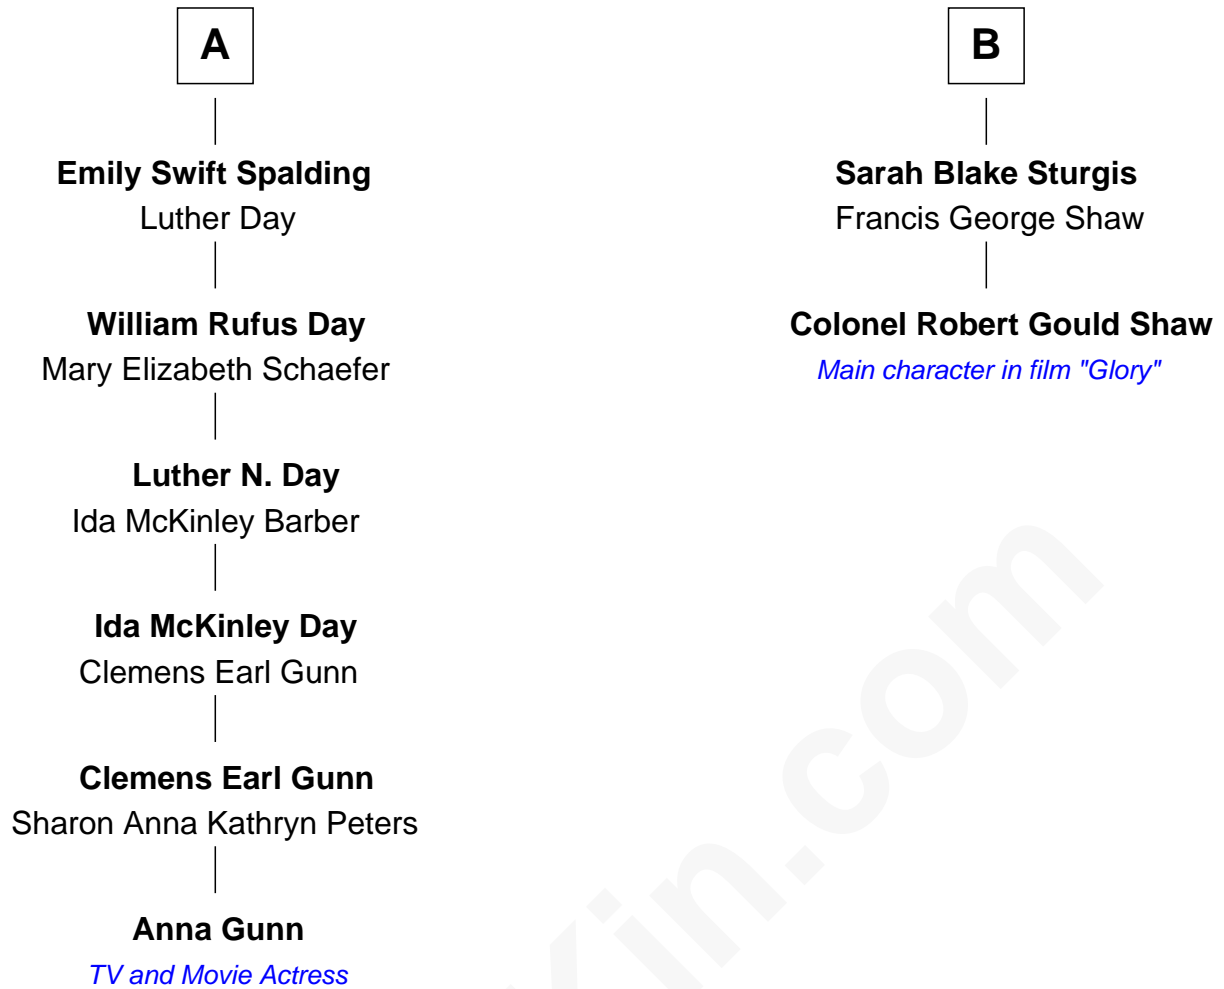 A
Emily Swift Spalding
Luther Day
William Rufus Day
Mary Elizabeth Schaefer
Luther N. Day
Ida McKinley Barber
Ida McKinley Day
Clemens Earl Gunn
Clemens Earl Gunn
Sharon Anna Kathryn Peters
Anna Gunn
TV and Movie Actress
B
Sarah Blake Sturgis
Francis George Shaw
Colonel Robert Gould Shaw
Main character in film "Glory"
Kin.com